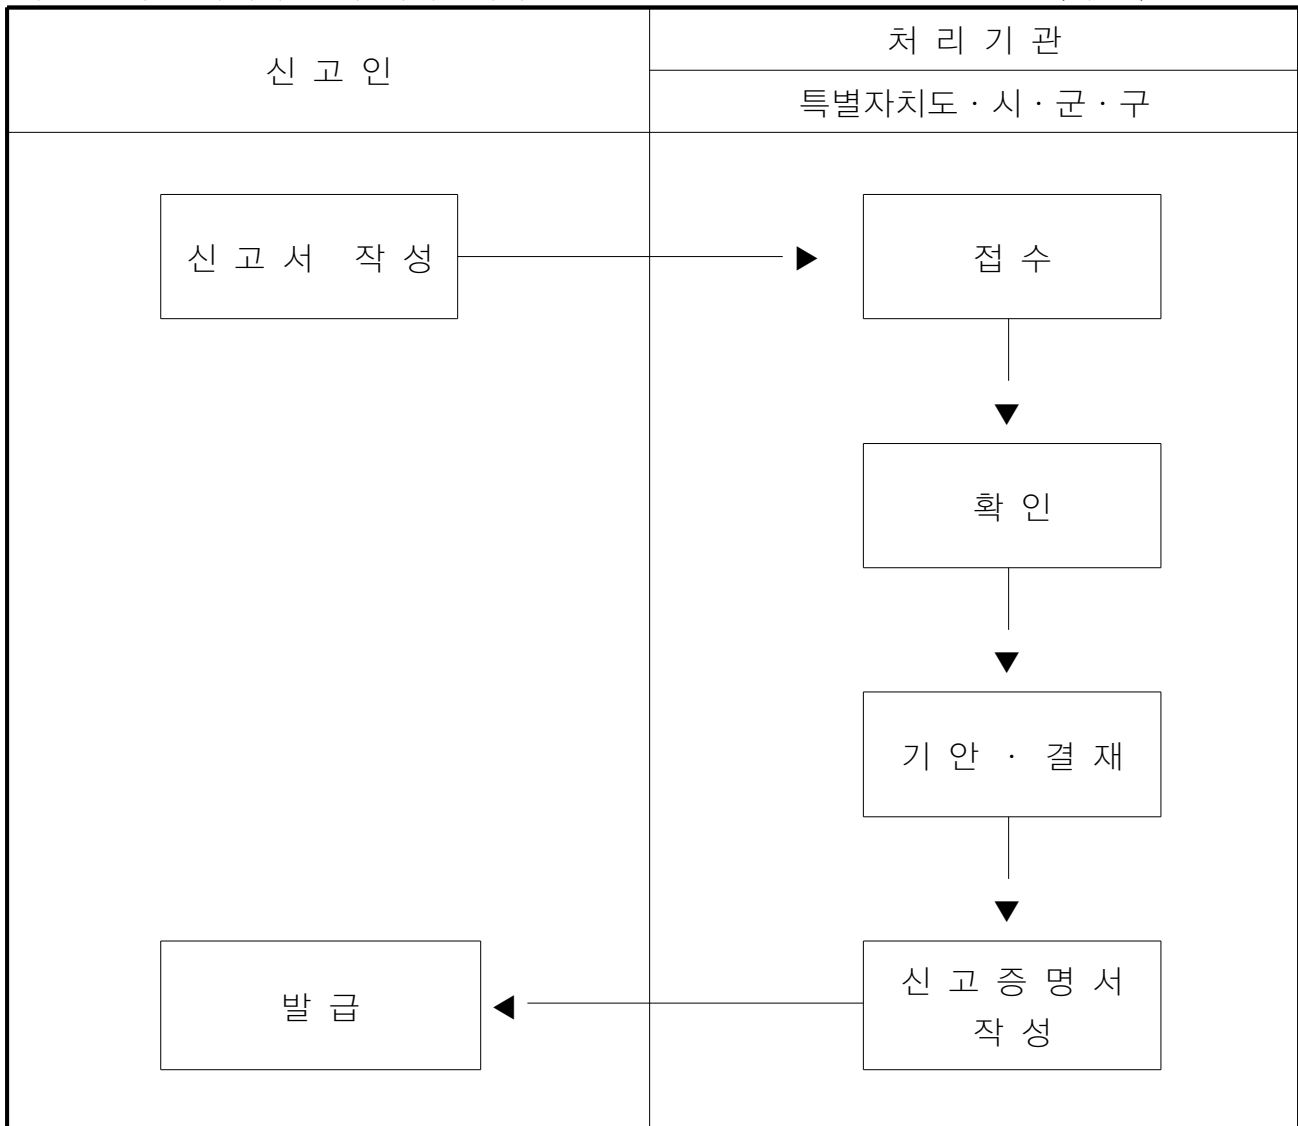 신 고 인
처 리 기 관
특별자치도 · 시 · 군 · 구
신 고 서 작 성
접 수
확 인
기 안 · 결 재
신 고 증 명 서
작 성
발 급